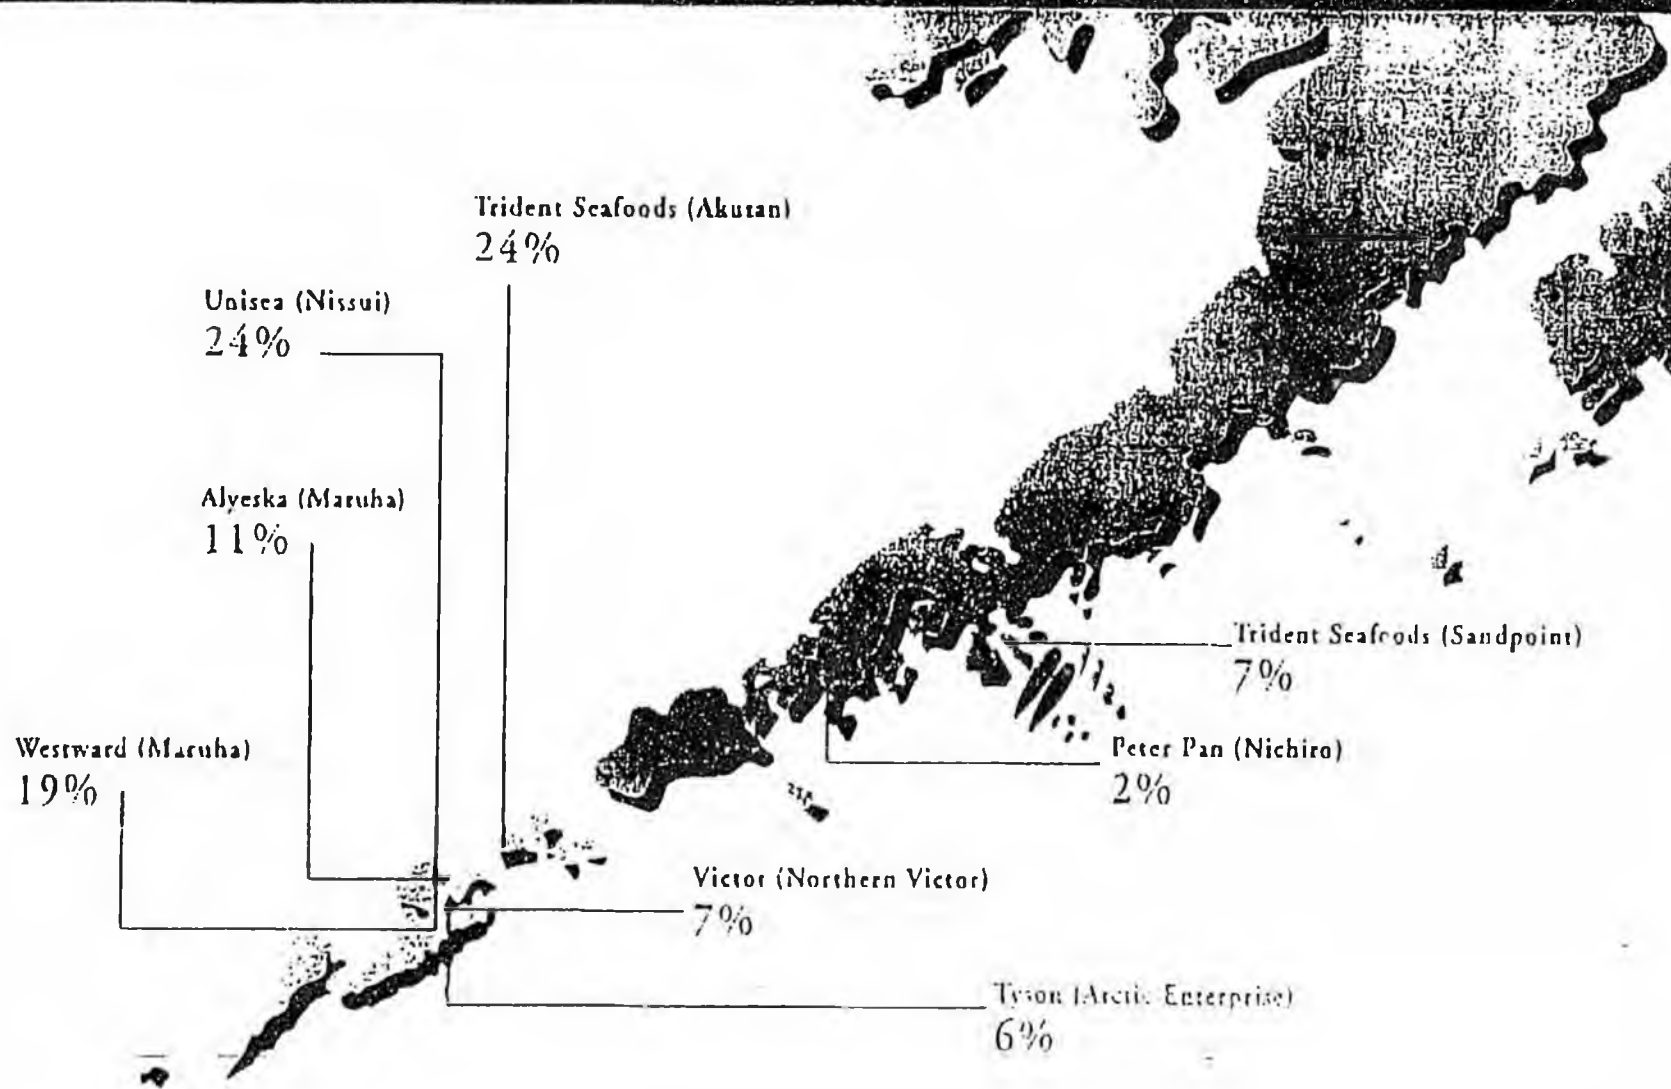 Trident Seafoods (Akutan)
24%
Unisea (Nissui)
24%
Alyeska (Maruha)
11%
Trident Seafoods (Sandpoint)
7%
Westward (Maruha)
19%
Peter Pan (Nichiro)
2%
Victor (Northern Victor)
7%
Tyson (Arctic Enterprise)
6%